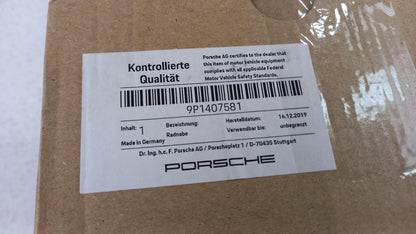 Kontrollierte
Qualität
Porsche AG certifies to the dealer that
this item of motor vehicle equipment
complies with all applicable Federal
Motor Vehicle Safety Standards.
9P1407581
Inhalt: 1 Bezeichnung: Herstelldatum: 16.12.2019
Radnabe Verwendbar bis: unbegrenzt
Made in Germany
Dr. Ing. h.c. F. Porsche AG / Porscheplatz 1 / D-70435 Stuttgart
PORSCHE